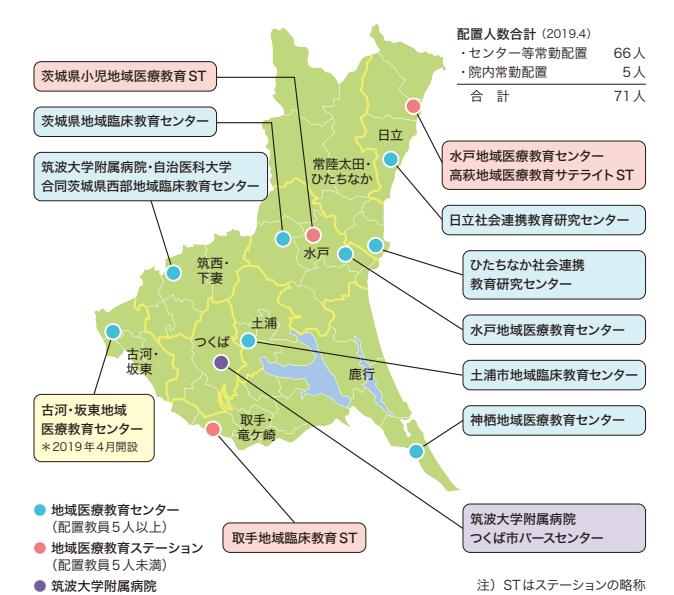 配置人数合計（2019.4）
・センター等常勤配置 66人
・院内常勤配置 5人
合 計 71人
茨城県小児地域医療教育ST
茨城県地域臨床教育センター
筑波大学附属病院・自治医科大学
合同茨城県西部地域臨床教育センター
日立
常陸太田・
ひたちなか
水戸
筑西・
下妻
土浦
つくば
古河・
坂東
鹿行
取手・
竜ケ崎
水戸地域医療教育センター
高萩地域医療教育サテライトST
日立社会連携教育研究センター
ひたちなか社会連携
教育研究センター
水戸地域医療教育センター
土浦市地域臨床教育センター
神栖地域医療教育センター
古河・坂東地域
医療教育センター
＊2019年4月開設
取手地域臨床教育ST
筑波大学附属病院
つくば市バースセンター
地域医療教育センター
（配置教員5人以上）
地域医療教育ステーション
（配置教員5人未満）
筑波大学附属病院
注）STはステーションの略称